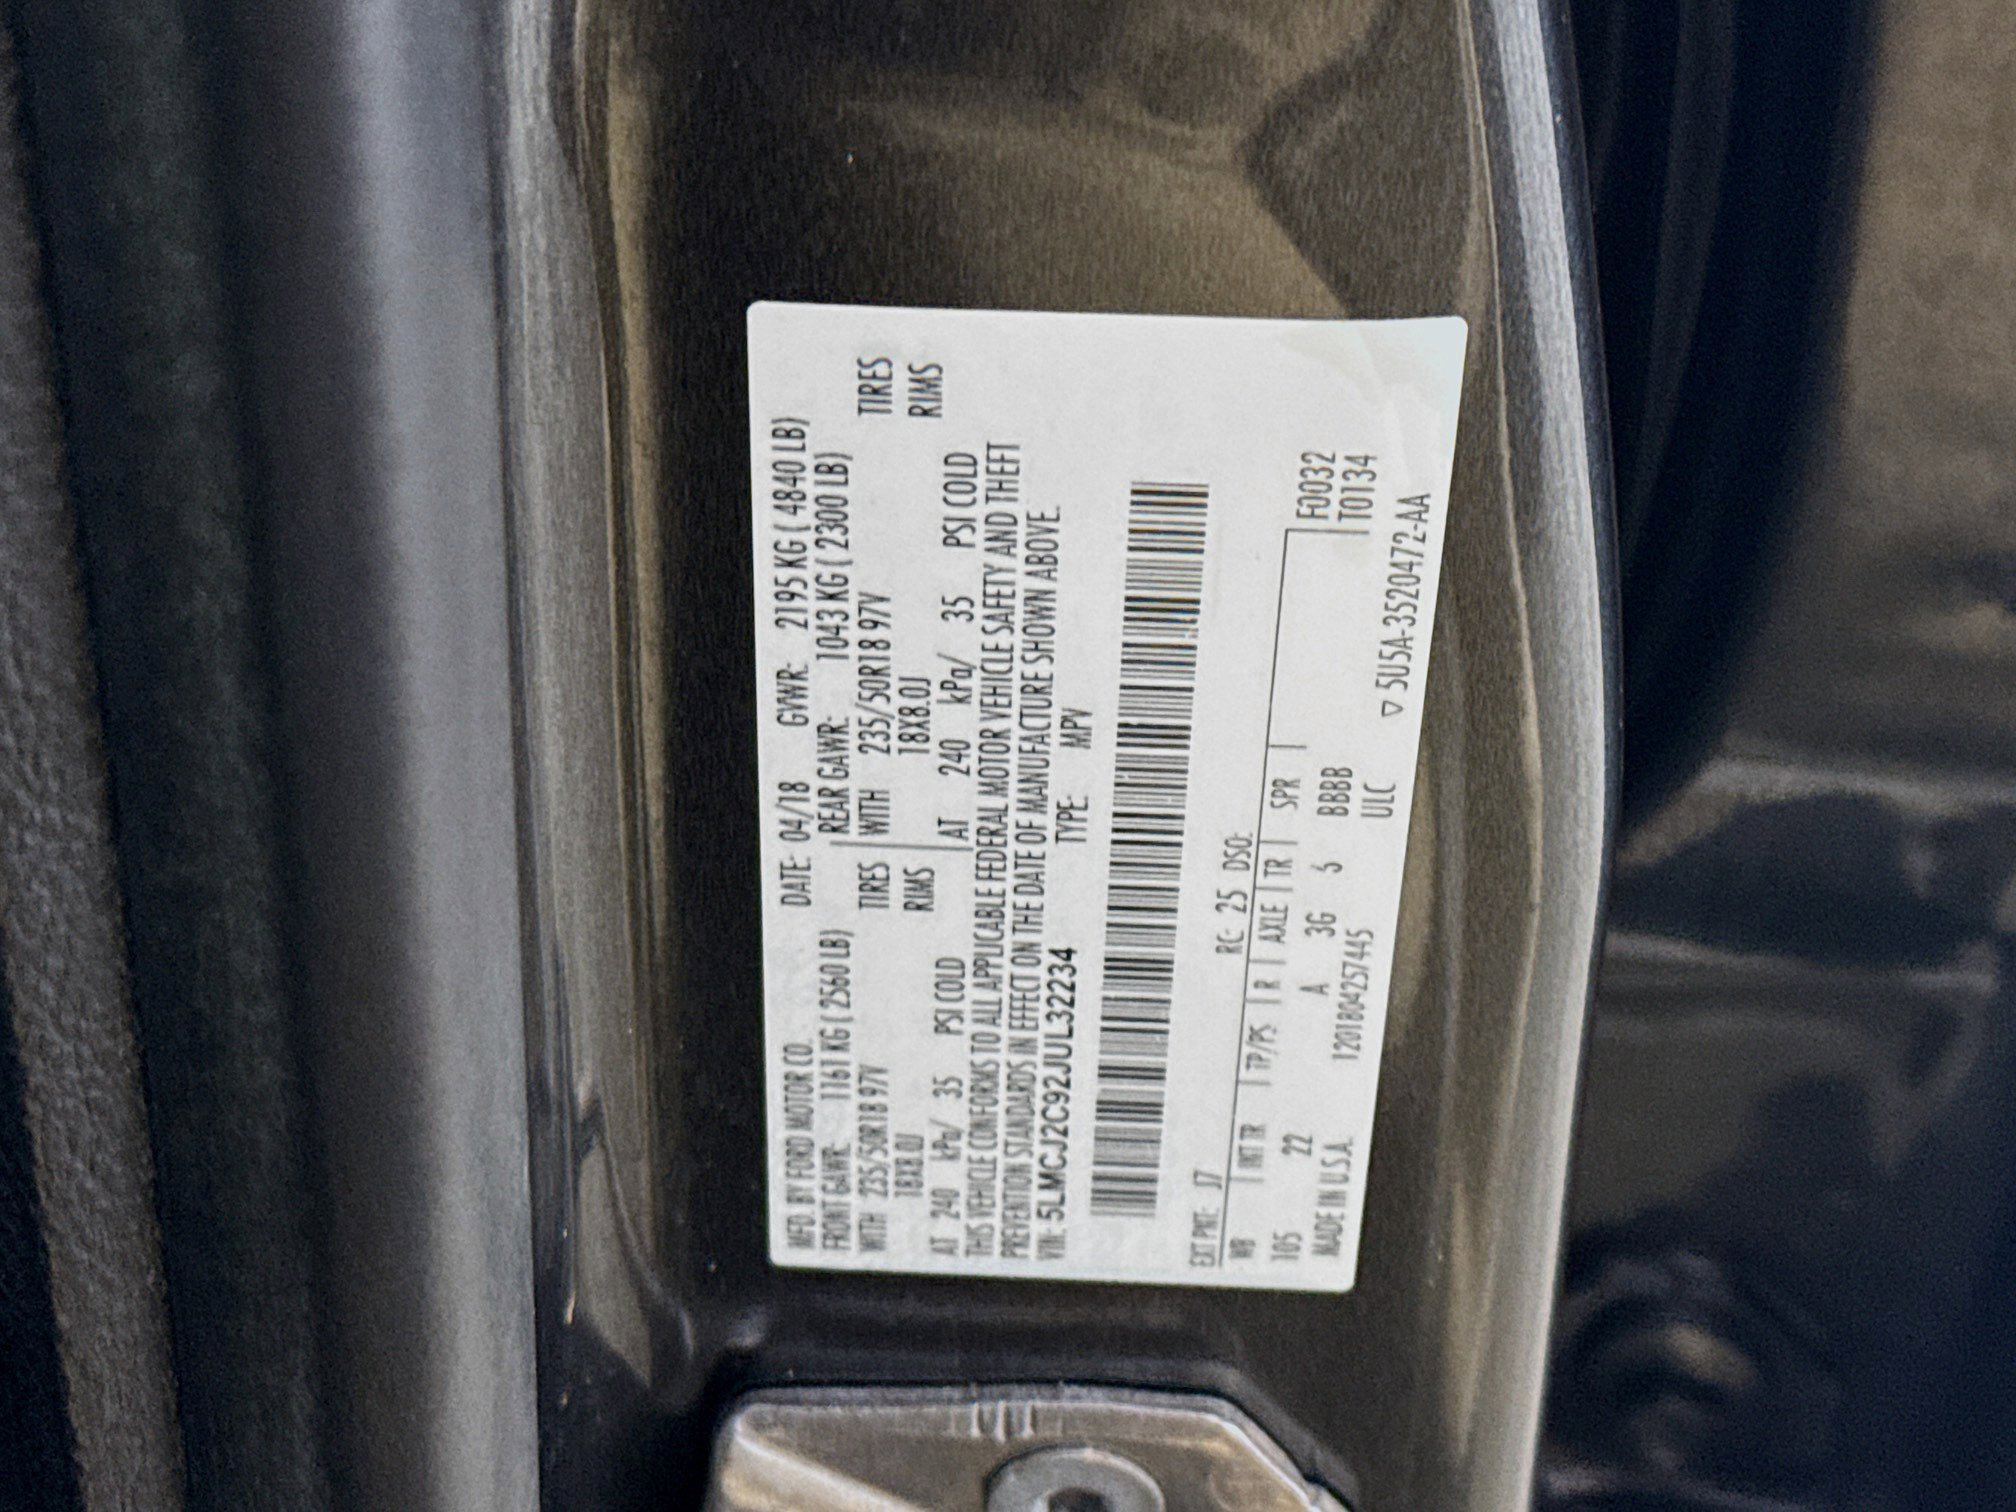 MFD. BY FORD MOTOR CO. DATE: 04/18 GVWR: 2195 KG ( 4840 LB)
FRONT GAWR: 1161 KG ( 2560 LB) REAR GAWR: 1043 KG ( 2300 LB)
WITH 235/50R18 97V TIRES WITH 235/50R18 97V TIRES
18X8.0J RIMS 18X8.0J RIMS
AT 240 kPa/ 35 PSI COLD AT 240 kPa/ 35 PSI COLD
THIS VEHICLE CONFORMS TO ALL APPLICABLE FEDERAL MOTOR VEHICLE SAFETY AND THEFT
PREVENTION STANDARDS IN EFFECT ON THE DATE OF MANUFACTURE SHOWN ABOVE.
VIN: 5LMCJ2C92JUL32234 TYPE: MPV
EXT PNT: J7 RC: 25 DSO:
WB | INT TR | TP/PS | R | AXLE | TR | SPR | F0032
105 22 A 3G 6 BBBB T0134
MADE IN U.S.A. 12018042574​45 ULC
▽ 5U5A-3520472-AA